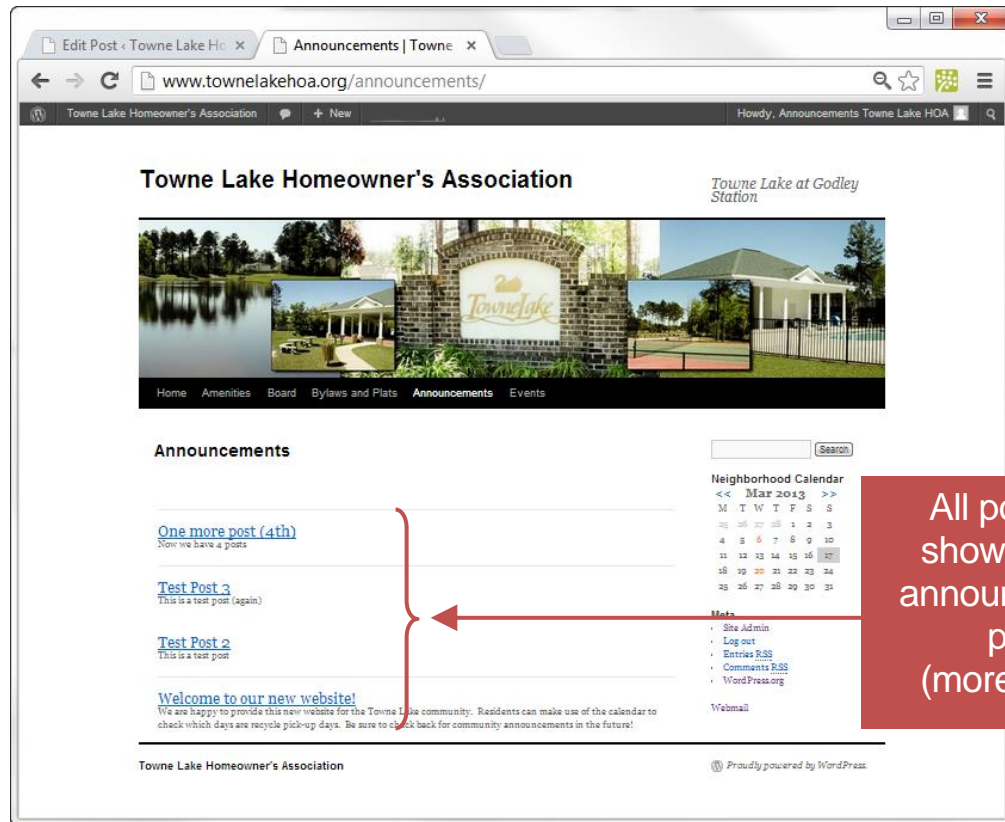 Edit Post ‹ Towne Lake Ho
Announcements | Towne
www.townelakehoa.org/announcements/
Towne Lake Homeowner's Association + New
Howdy, Announcements Towne Lake HOA
Towne Lake Homeowner's Association
Towne Lake at Godley
Station
TowneLake
Home Amenities Board Bylaws and Plats Announcements Events
Announcements
One more post (4th)
Now we have 4 posts
Test Post 3
This is a test post (again)
Test Post 2
This is a test post
Welcome to our new website!
We are happy to provide this new website for the Towne Lake community. Residents can make use of the calendar to
check which days are recycle pick-up days. Be sure to check back for community announcements in the future!
Search
Neighborhood Calendar
<< Mar 2013 >>
M T W T F S S
25 26 27 28 1 2 3
4 5 6 7 8 9 10
11 12 13 14 15 16 17
18 19 20 21 22 23 24
25 26 27 28 29 30 31
Meta
Site Admin
Log out
Entries RSS
Comments RSS
WordPress.org
Webmail
All po
show
announ
p
(more
Towne Lake Homeowner's Association
Proudly powered by WordPress.